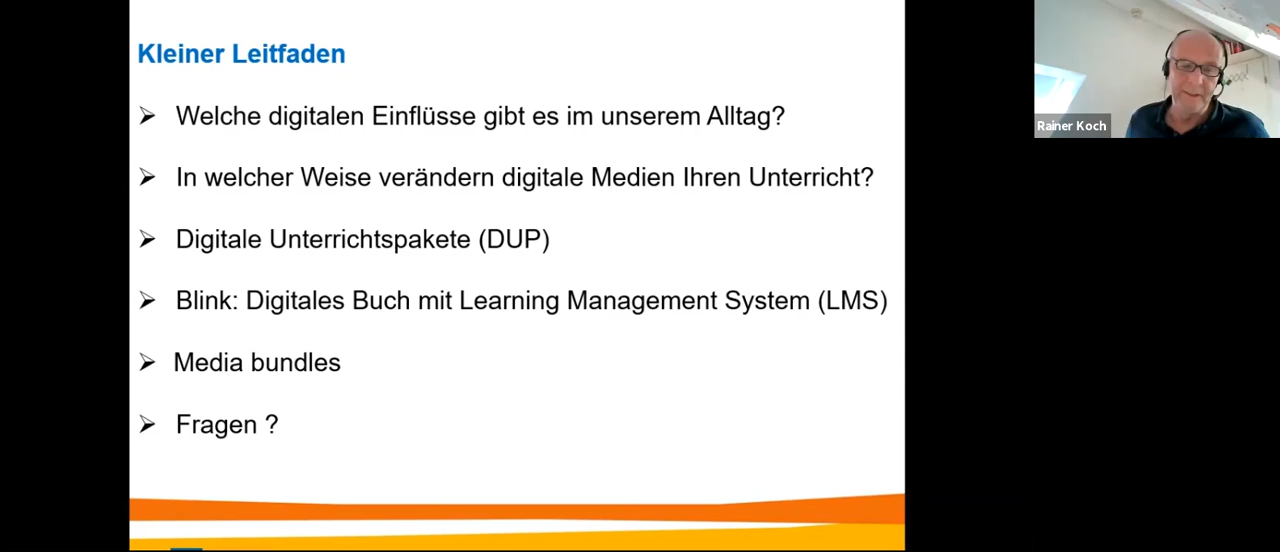 Kleiner Leitfaden
Welche digitalen Einflüsse gibt es im unserem Alltag?
In welcher Weise verändern digitale Medien Ihren Unterricht?
Digitale Unterrichtspakete (DUP)
Blink: Digitales Buch mit Learning Management System (LMS)
Media bundles
Fragen ?
Rainer Koch